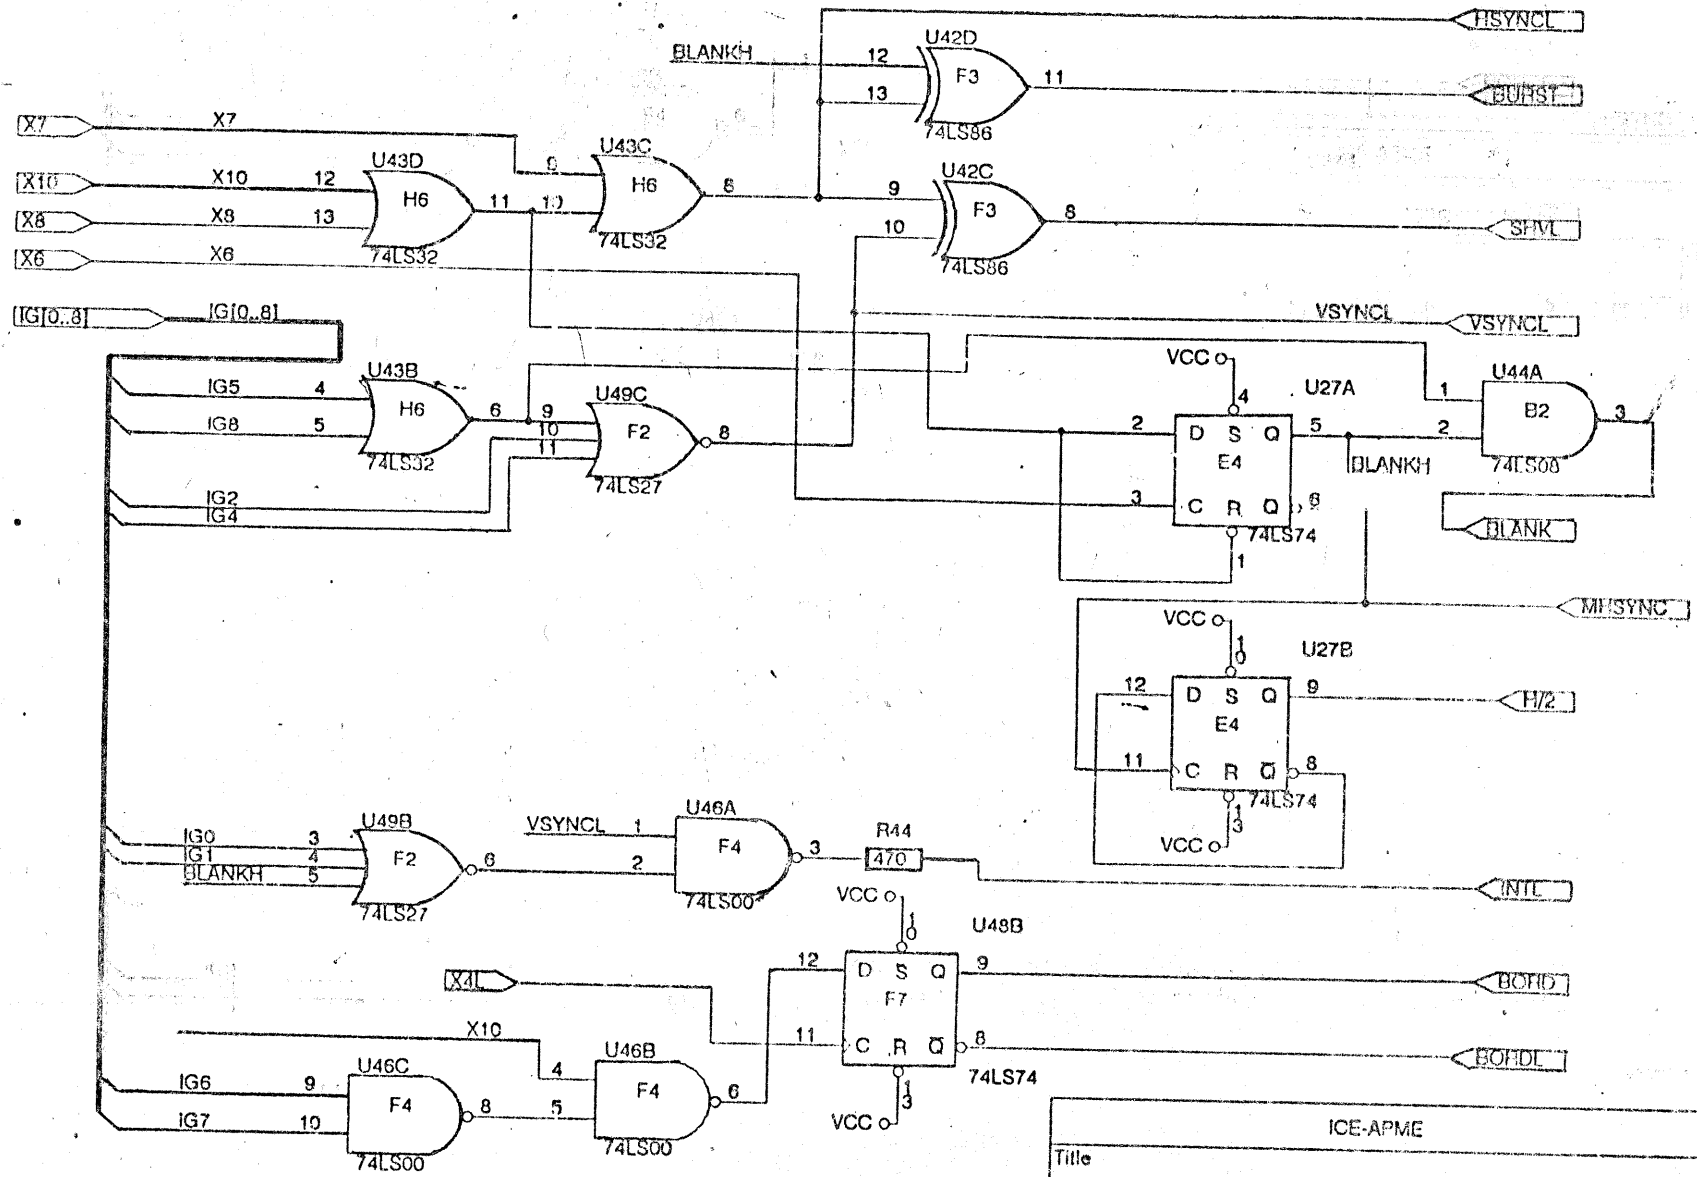 HSYNCL
U42D
BLANKH 12
F3 11
BURST
13
74LS86
X7 X7
U43D
U43C
9
H6 8
10
74LS32
X10 X10 12
H6 11
X8 X8 13
74LS32
X6 X6
U42C
9
F3 8
SHVL
10
74LS86
IG[0..8] IG[0..8]
VSYNCL VSYNCL
U43B
IG5 4
H6 6
IG8 5
74LS32
U49C
9
10
11
F2 8
74LS27
IG2
IG4
VCC
4
U27A
2 D S Q 5
E4
BLANKH
3 C R Q 6
74LS74
1
U44A
1
B2 3
2
74LS08
BLANK
MHSYNC
VCC
10
U27B
12 D S Q 9
H/2
E4
11 C R Q 8
74LS74
VCC
13
U49B
IG0 3
IG1 4
F2 6
BLANKH 5
74LS27
U46A
VSYNCL 1
F4 3
2
74LS00
R44
470
INTL
VCC
10
U48B
12 D S Q 9
F7
X4L
11 C R Q 8
74LS74
VCC
13
BOHD
BOHDL
X10
U46C
IG6 9
F4 8
IG7 10
74LS00
U46B
4
F4 6
5
74LS00
ICE-APME
Title